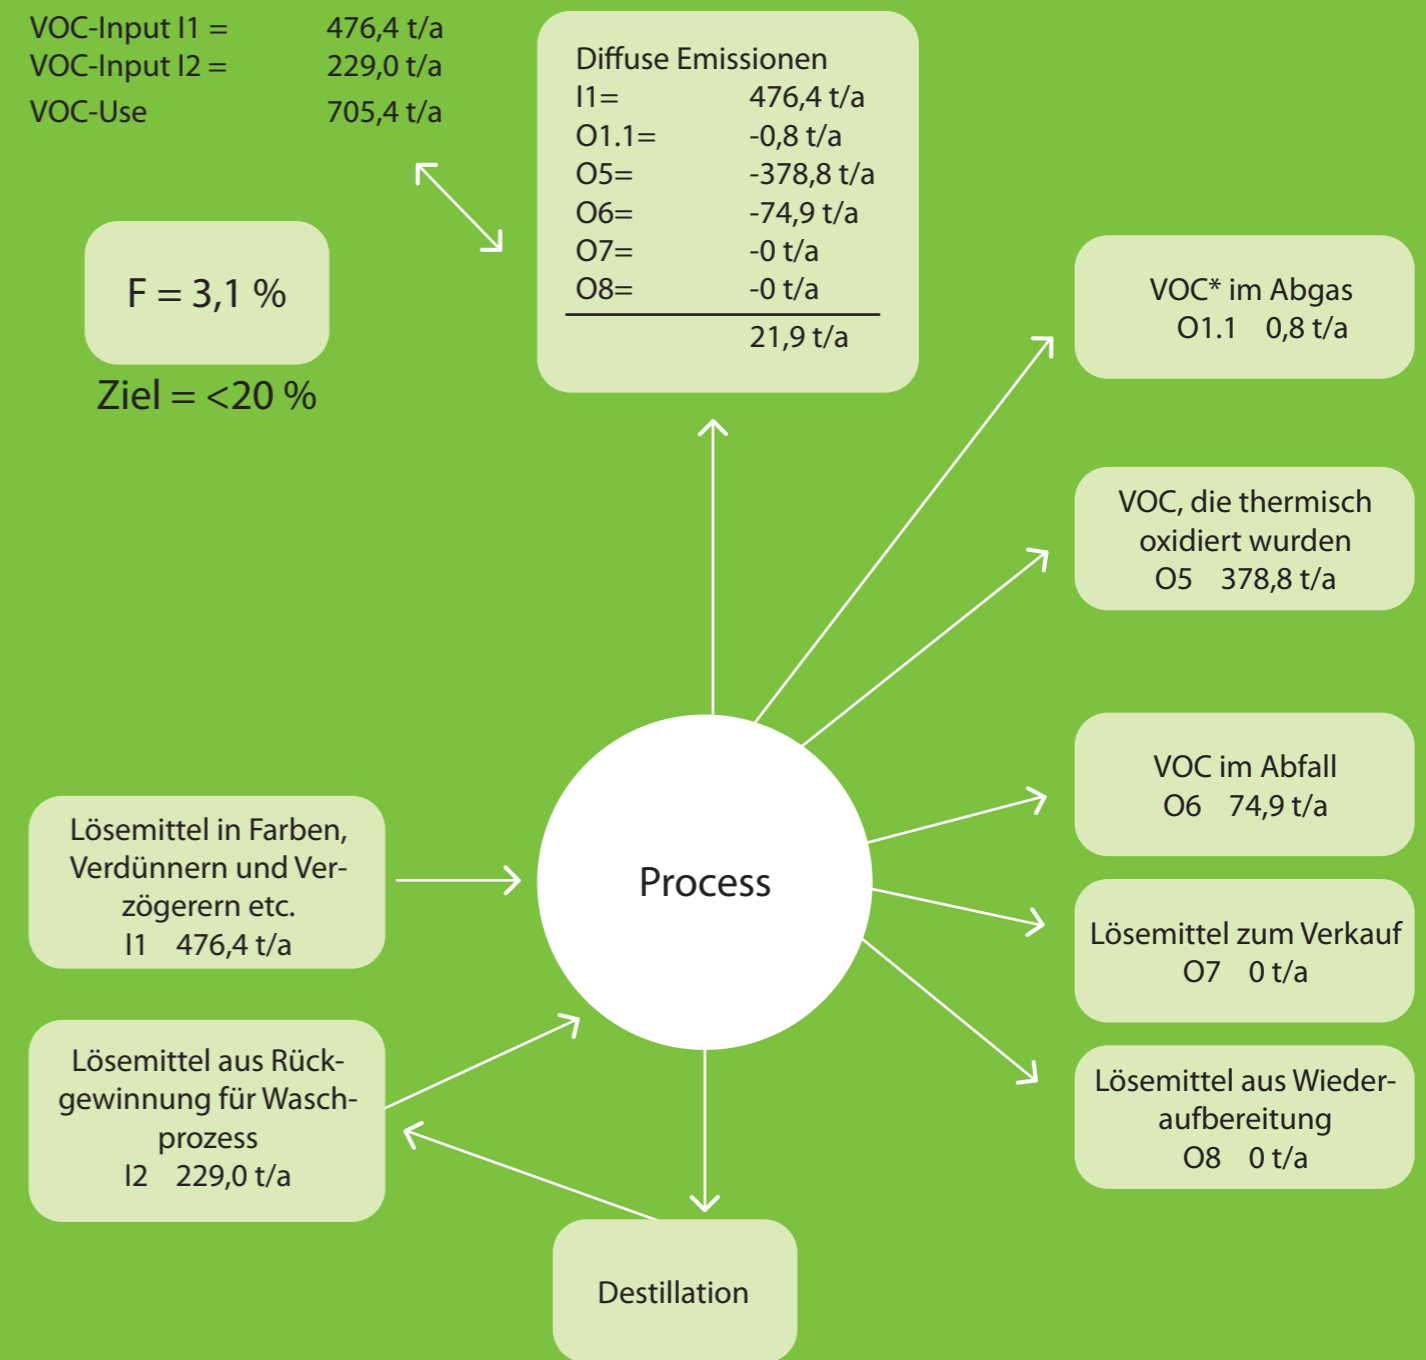 VOC-Input I1 = 476,4 t/a
VOC-Input I2 = 229,0 t/a
VOC-Use 705,4 t/a
F = 3,1 %
Ziel = <20 %
Diffuse Emissionen
I1= 476,4 t/a
O1.1= -0,8 t/a
O5= -378,8 t/a
O6= -74,9 t/a
O7= -0 t/a
O8= -0 t/a
21,9 t/a
VOC* im Abgas
O1.1 0,8 t/a
VOC, die thermisch
oxidiert wurden
O5 378,8 t/a
VOC im Abfall
O6 74,9 t/a
Lösemittel zum Verkauf
O7 0 t/a
Lösemittel aus Wieder-
aufbereitung
O8 0 t/a
Process
Lösemittel in Farben,
Verdünnern und Ver-
zögerern etc.
I1 476,4 t/a
Lösemittel aus Rück-
gewinnung für Wasch-
prozess
I2 229,0 t/a
Destillation